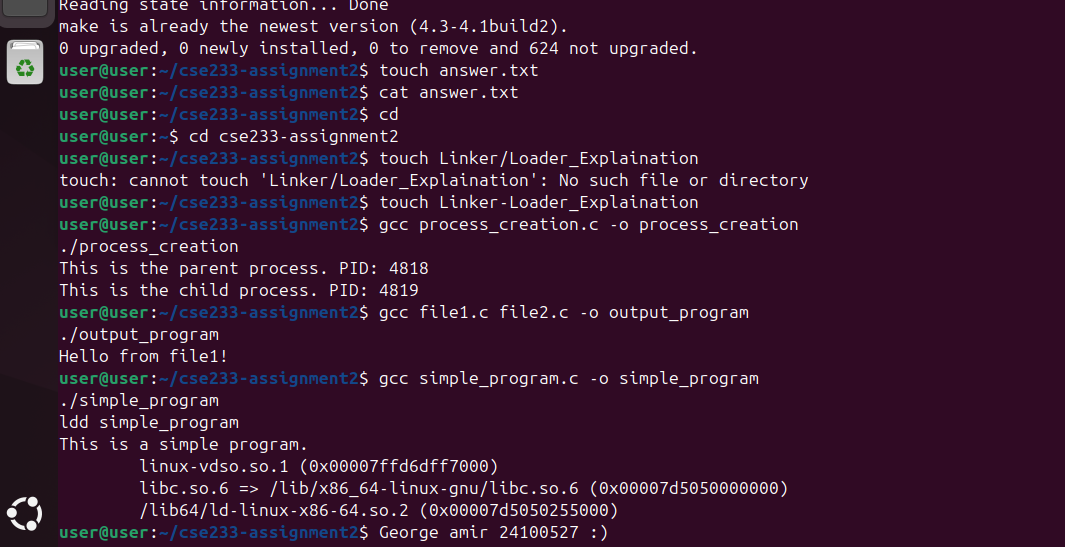 Reading state information... Done
make is already the newest version (4.3-4.1build2).
0 upgraded, 0 newly installed, 0 to remove and 624 not upgraded.
user@user:~/cse233-assignment2$ touch answer.txt
user@user:~/cse233-assignment2$ cat answer.txt
user@user:~/cse233-assignment2$ cd
user@user:~$ cd cse233-assignment2
user@user:~/cse233-assignment2$ touch Linker/Loader_Explaination
touch: cannot touch 'Linker/Loader_Explaination': No such file or directory
user@user:~/cse233-assignment2$ touch Linker-Loader_Explaination
user@user:~/cse233-assignment2$ gcc process_creation.c -o process_creation
./process_creation
This is the parent process. PID: 4818
This is the child process. PID: 4819
user@user:~/cse233-assignment2$ gcc file1.c file2.c -o output_program
./output_program
Hello from file1!
user@user:~/cse233-assignment2$ gcc simple_program.c -o simple_program
./simple_program
ldd simple_program
This is a simple program.
linux-vdso.so.1 (0x00007ffd6dff7000)
libc.so.6 => /lib/x86_64-linux-gnu/libc.so.6 (0x00007d5050000000)
/lib64/ld-linux-x86-64.so.2 (0x00007d5050255000)
user@user:~/cse233-assignment2$ George amir 24100527 :)